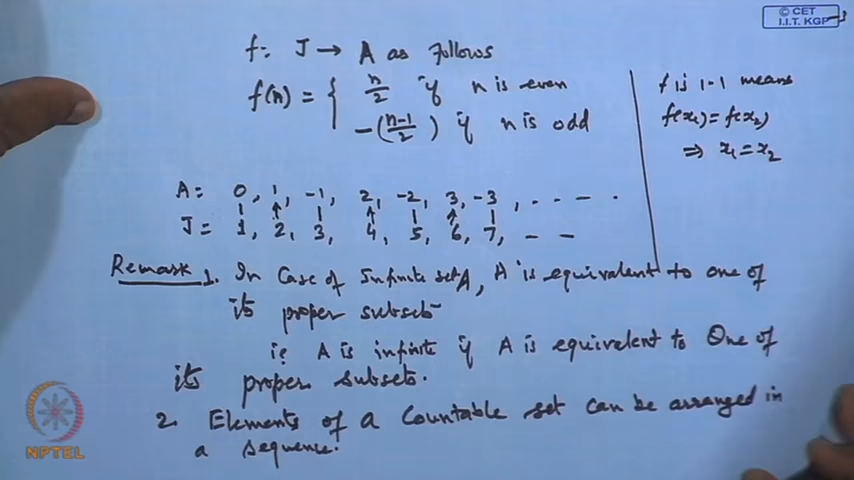 © CET
I.I.T. KGP
f: J → A as follows
f(n) = { n/2 if n is even
-(n-1/2) if n is odd
f is 1-1 means
f(x₁) = f(x₂)
⇒ x₁ = x₂
A: 0, 1, -1, 2, -2, 3, -3, . . - - .
J = 1, 2, 3, 4, 5, 6, 7, - -
Remark 1. In Case of Infinite set A, A is equivalent to one of
its proper subsets
i.e A is infinite if A is equivalent to One of
its proper subsets.
2. Elements of a Countable set can be arranged in
a sequence.
NPTEL